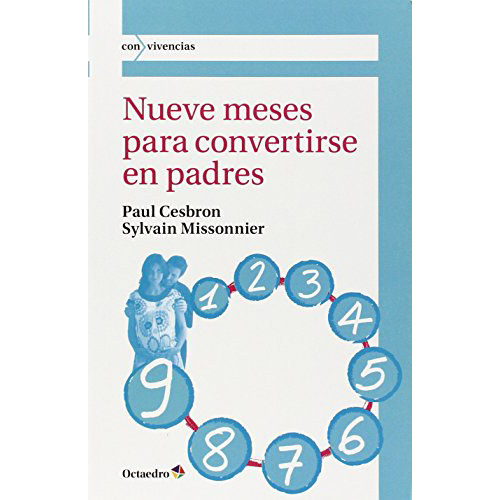 con vivencias
Nueve meses
para convertirse
en padres
Paul Cesbron
Sylvain Missonnier
1
2
3
4
5
6
7
8
9
Octaedro